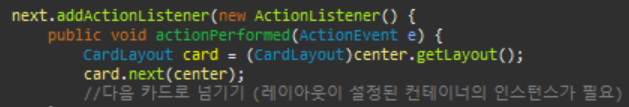 next.addActionListener(new ActionListener() {
public void actionPerformed(ActionEvent e) {
CardLayout card = (CardLayout)center.getLayout();
card.next(center);
//다음 카드로 넘기기 (레이아웃이 설정된 컨테이너의 인스턴스가 필요)